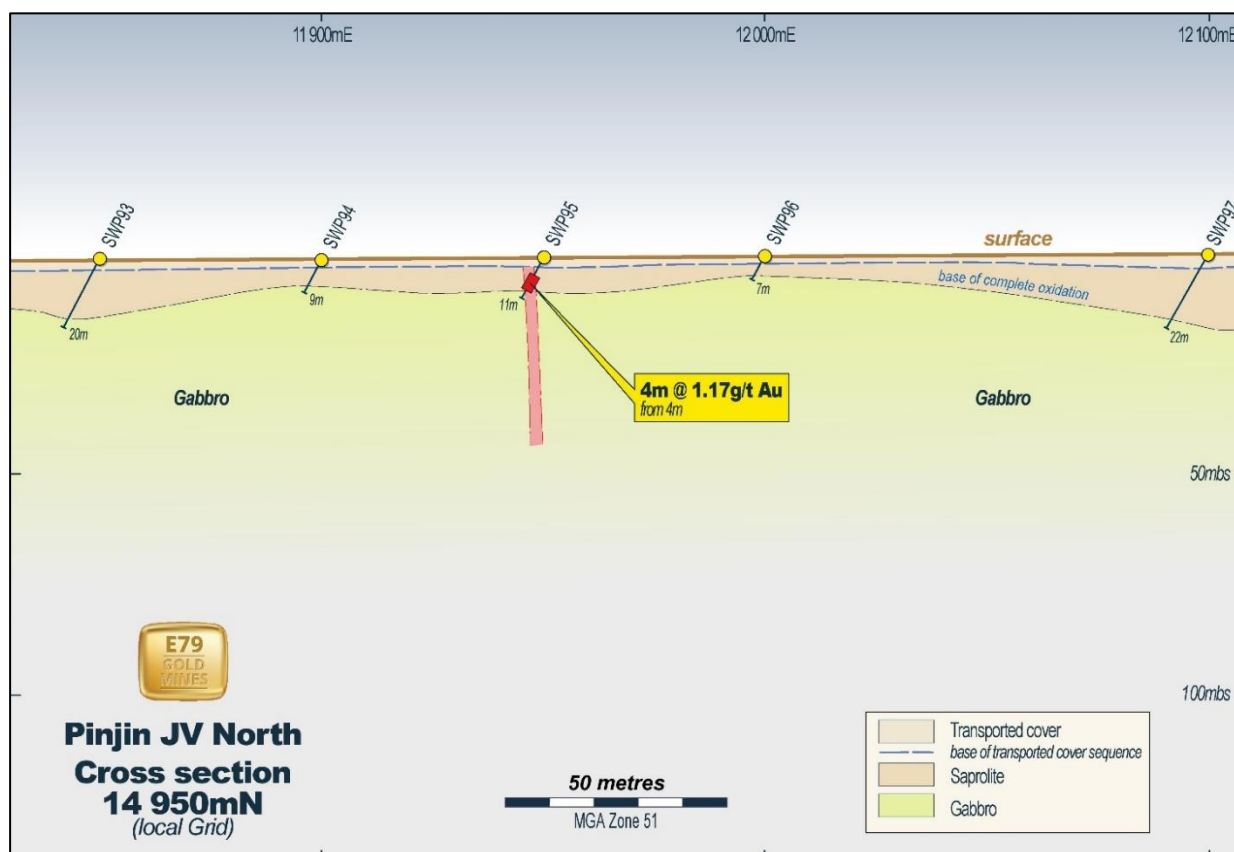 11 900mE
12 000mE
12 100mE
SWP93
SWP94
SWP95
SWP96
SWP97
surface
base of complete oxidation
20m
9m
11m
7m
22m
4m @ 1.17g/t Au
from 4m
Gabbro
Gabbro
50mbs
100mbs
E79
GOLD
MINES
Pinjin JV North
Cross section
14 950mN
(local Grid)
50 metres
MGA Zone 51
Transported cover
base of transported cover sequence
Saprolite
Gabbro